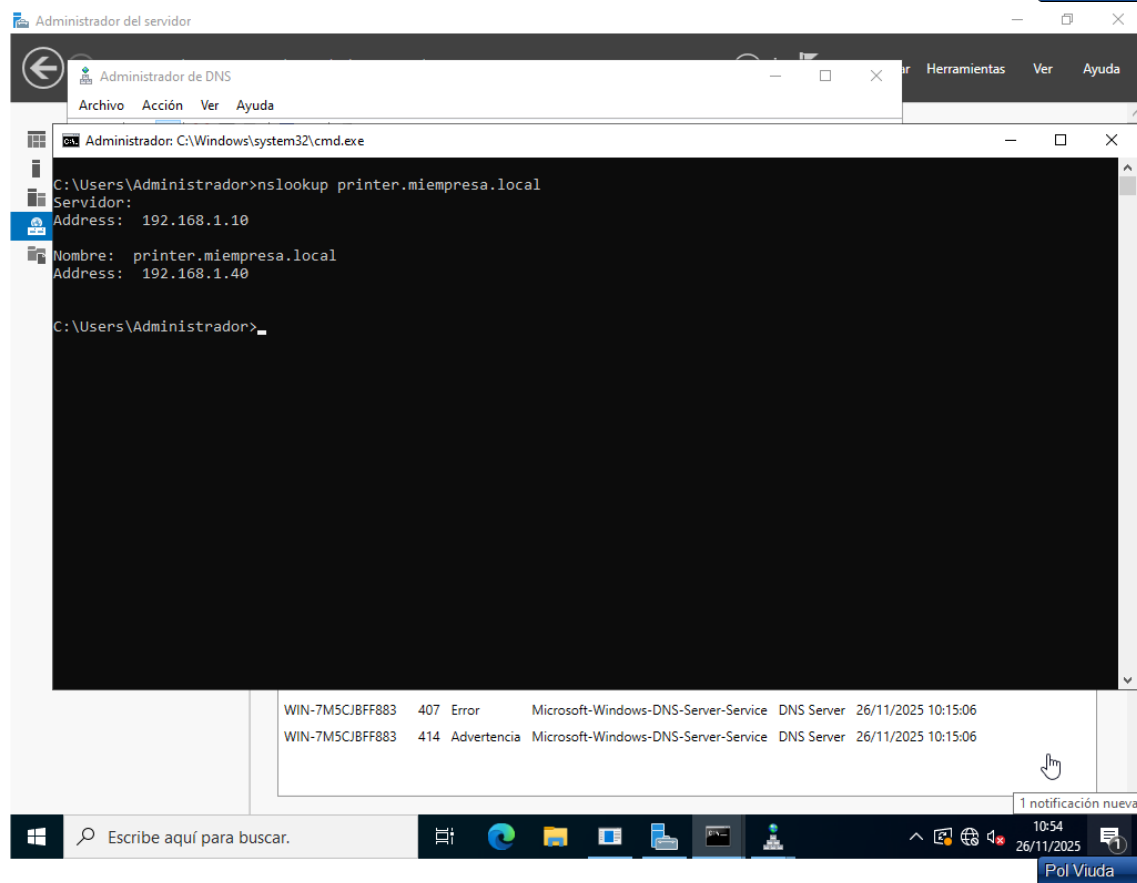 Administrador del servidor
Herramientas Ver Ayuda
Administrador de DNS
Archivo Acción Ver Ayuda
Administrador: C:\Windows\system32\cmd.exe
C:\Users\Administrador>nslookup printer.miempresa.local
Servidor:
Address: 192.168.1.10
Nombre: printer.miempresa.local
Address: 192.168.1.40
C:\Users\Administrador>
WIN-7M5CJBFF883 407 Error Microsoft-Windows-DNS-Server-Service DNS Server 26/11/2025 10:15:06
WIN-7M5CJBFF883 414 Advertencia Microsoft-Windows-DNS-Server-Service DNS Server 26/11/2025 10:15:06
1 notificación nueva
Escribe aquí para buscar.
10:54
26/11/2025
1
Pol Viuda